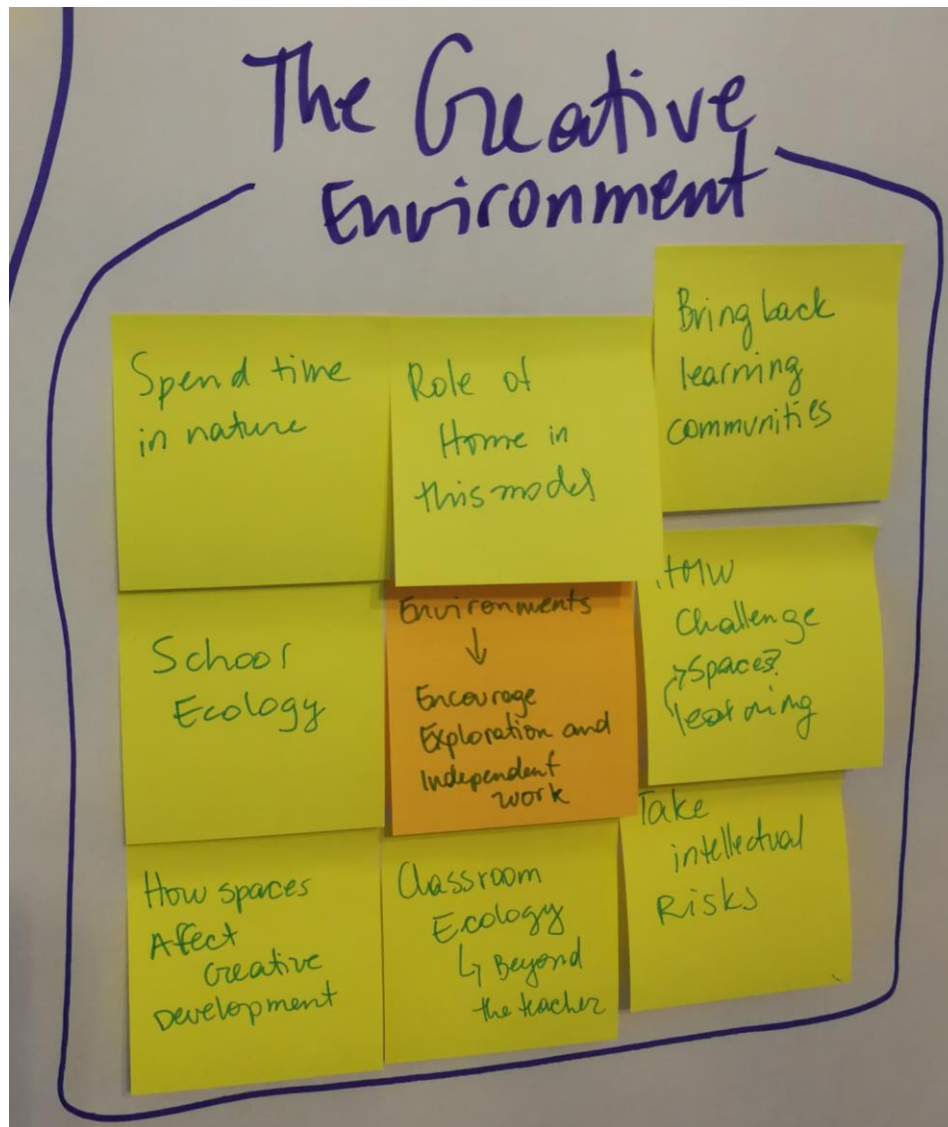 The Creative
Environment
Spend time
in nature
Role of
Home in
this model
Bring back
learning
communities
School
Ecology
Environments
↓
Encourage
Exploration and
Independent
work
How
Challenge
Spaces?
learning
How spaces
Afect
creative
Development
Classroom
Ecology
↳ Beyond
the teacher
Take
intellectual
Risks